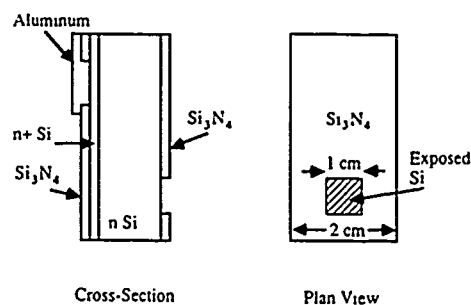 Aluminum
n+ Si
Si3N4
Si3N4
n Si
Cross-Section
Si3N4
1 cm
Exposed
Si
2 cm
Plan View